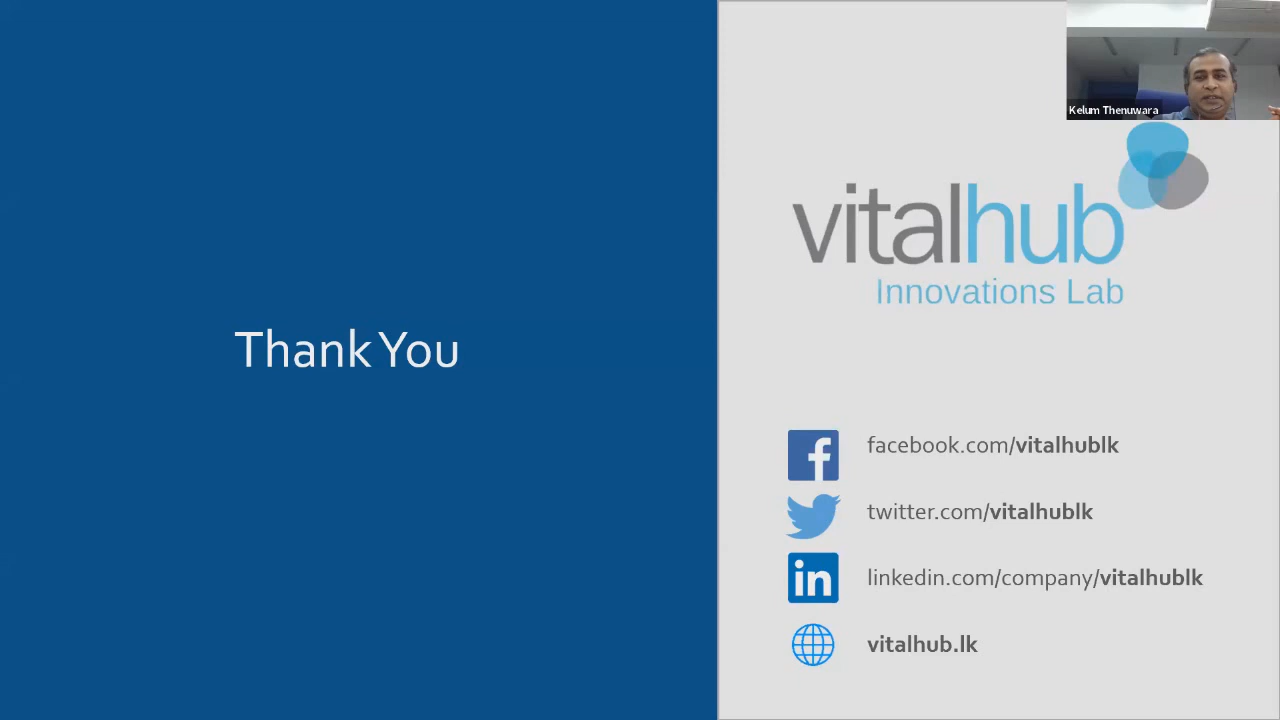 Thank You
Kelum Thenuwara
vitalhub
Innovations Lab
facebook.com/vitalhublk
twitter.com/vitalhublk
linkedin.com/company/vitalhublk
vitalhub.lk